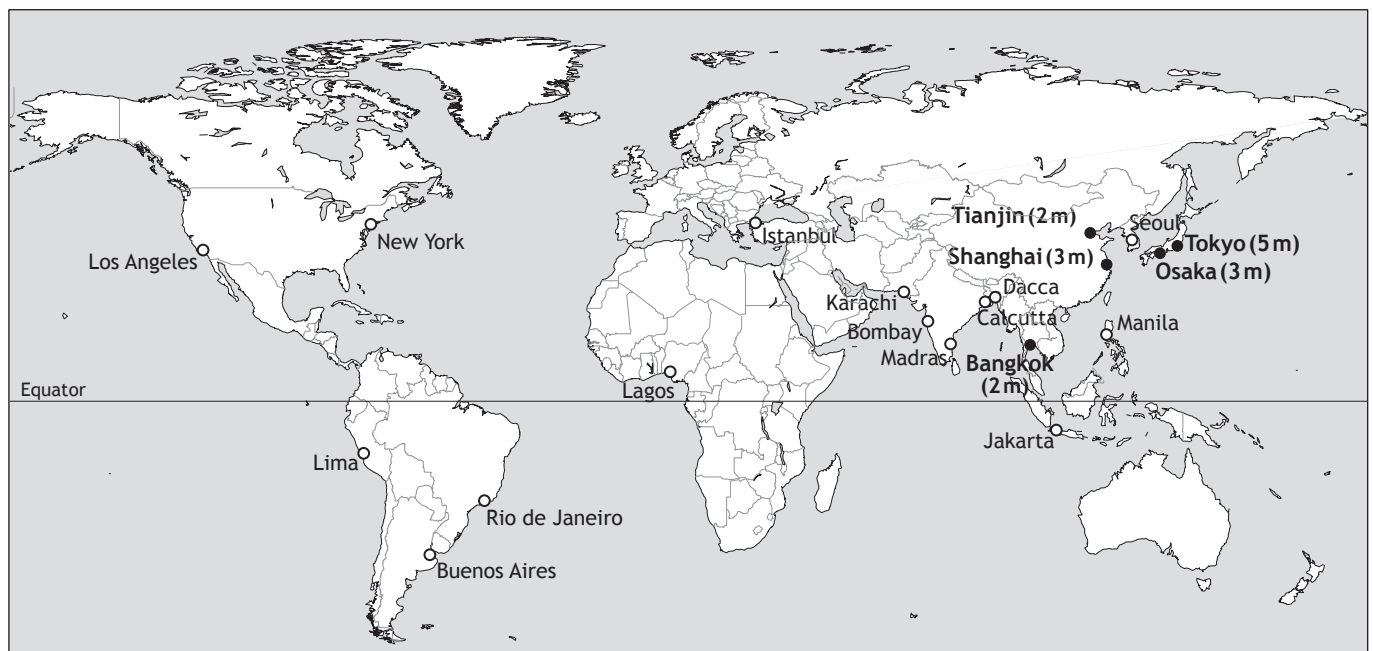 Tianjin (2 m)
Seoul
New York
Istanbul
Tokyo (5 m)
Los Angeles
Shanghai (3 m)
Osaka (3 m)
Karachi
Dacca
Calcutta
Bombay
Manila
Madras
Bangkok
(2 m)
Lagos
Equator
Jakarta
Lima
Rio de Janeiro
Buenos Aires